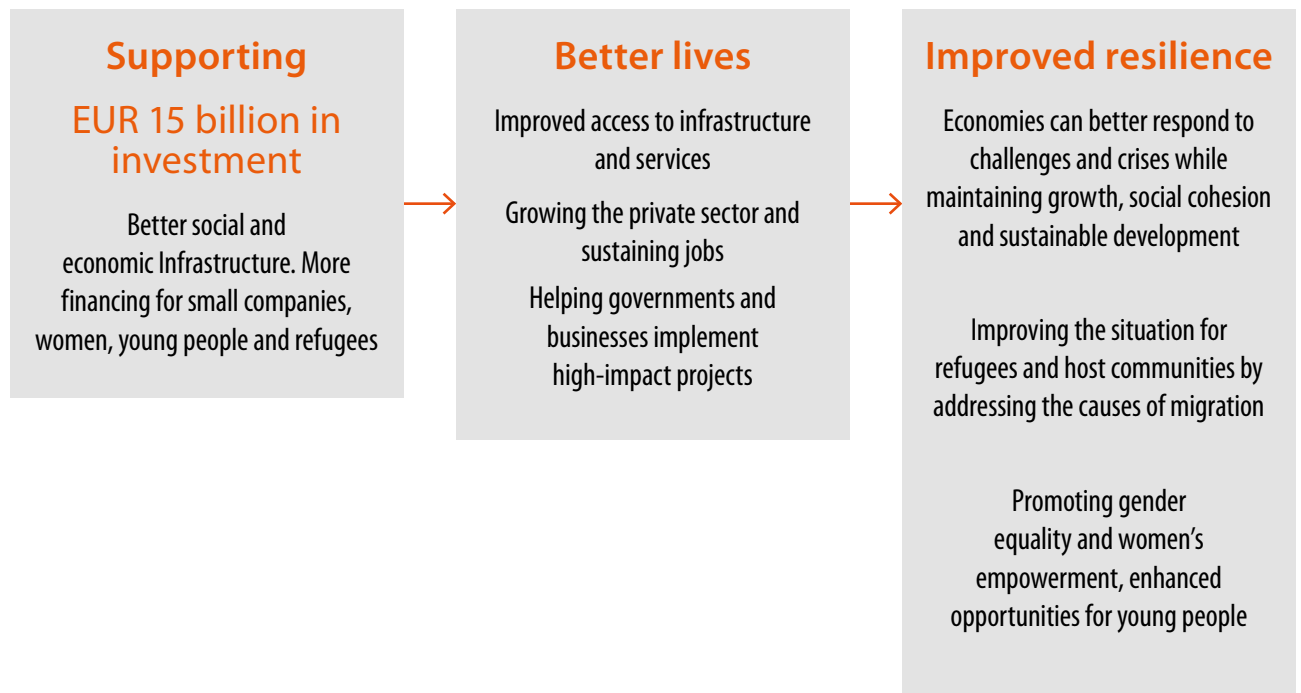 Supporting
EUR 15 billion in
investment
Better social and
economic Infrastructure. More
financing for small companies,
women, young people and refugees
Better lives
Improved access to infrastructure
and services
Growing the private sector and
sustaining jobs
Helping governments and
businesses implement
high-impact projects
Improved resilience
Economies can better respond to
challenges and crises while
maintaining growth, social cohesion
and sustainable development
Improving the situation for
refugees and host communities by
addressing the causes of migration
Promoting gender
equality and women’s
empowerment, enhanced
opportunities for young people